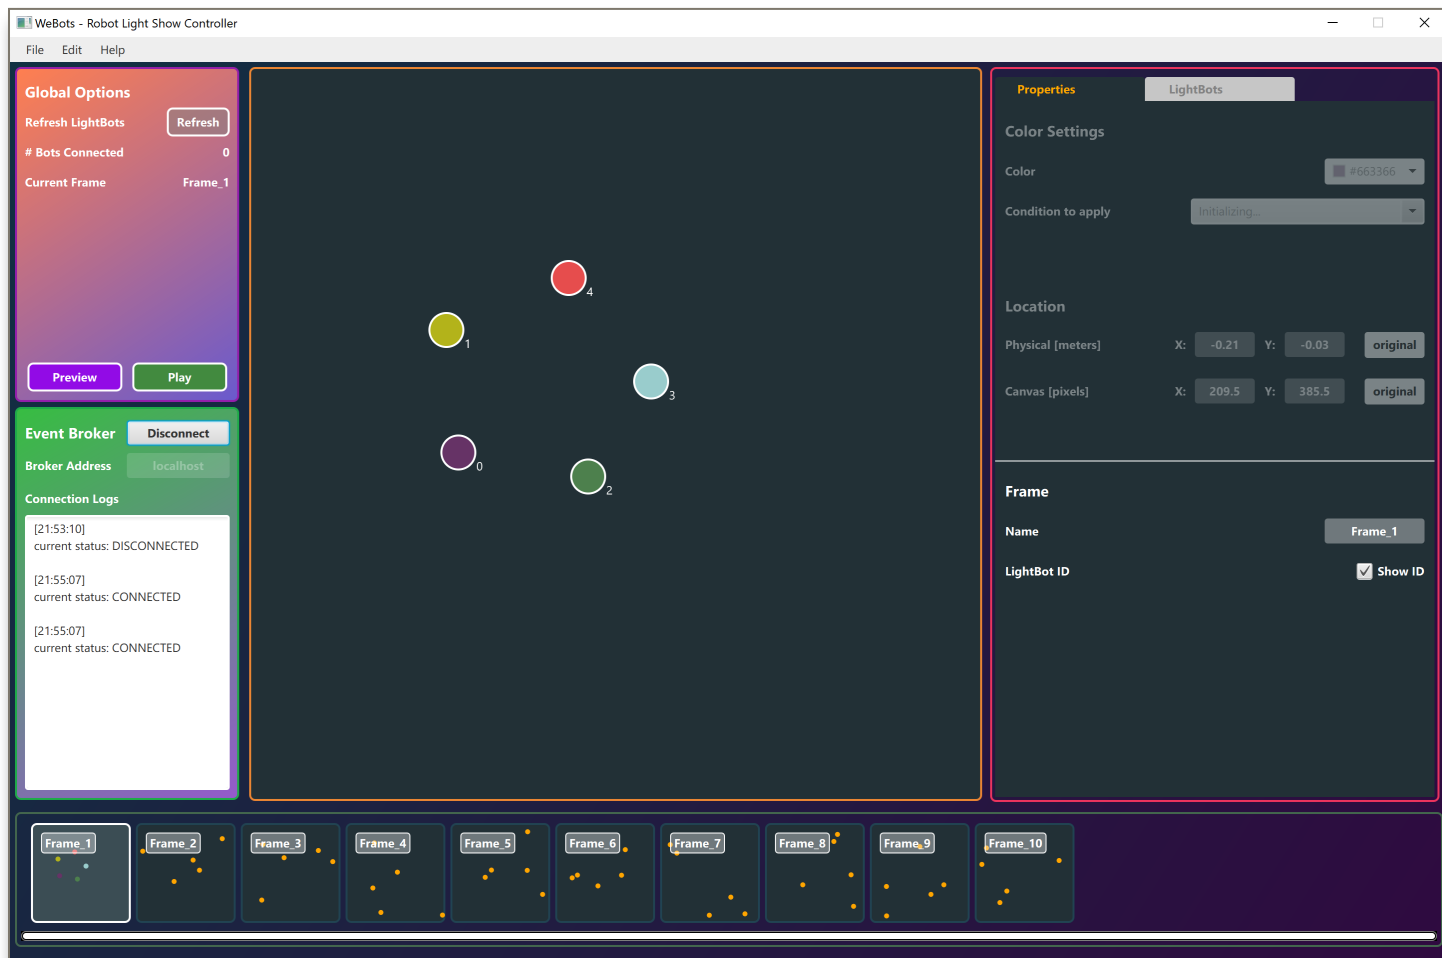 WeBots - Robot Light Show Controller
File Edit Help
Global Options
Refresh LightBots Refresh
# Bots Connected 0
Current Frame Frame_1
Preview Play
Event Broker Disconnect
Broker Address localhost
Connection Logs
[21:53:10]
current status: DISCONNECTED
[21:55:07]
current status: CONNECTED
[21:55:07]
current status: CONNECTED
4
1
3
0
2
Properties LightBots
Color Settings
Color #663366
Condition to apply Initializing...
Location
Physical [meters] X: -0.21 Y: -0.03 original
Canvas [pixels] X: 209.5 Y: 385.5 original
Frame
Name Frame_1
LightBot ID Show ID
Frame_1 Frame_2 Frame_3 Frame_4 Frame_5 Frame_6 Frame_7 Frame_8 Frame_9 Frame_10